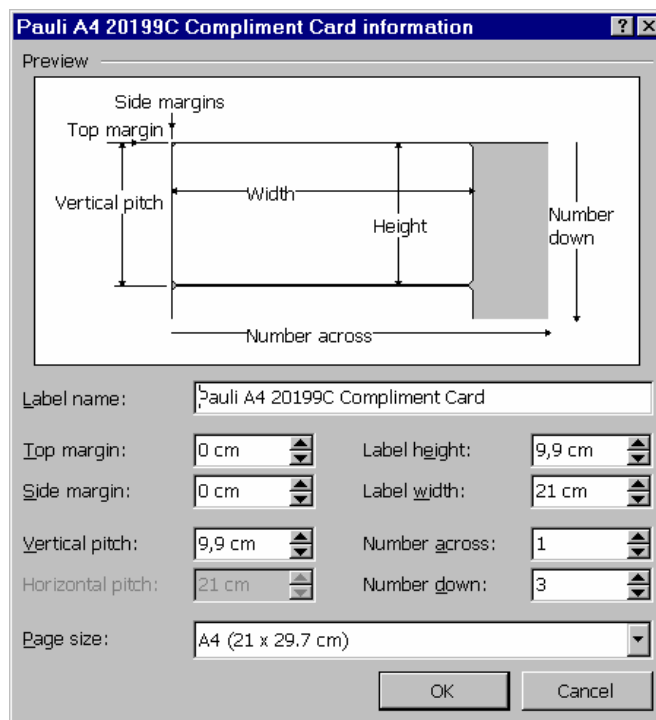 Pauli A4 20199C Compliment Card information
Preview
Side margins
Top margin
Vertical pitch
Width
Height
Number down
Number across
Label name: Pauli A4 20199C Compliment Card
Top margin: 0 cm Label height: 9,9 cm
Side margin: 0 cm Label width: 21 cm
Vertical pitch: 9,9 cm Number across: 1
Horizontal pitch: 21 cm Number down: 3
Page size: A4 (21 x 29.7 cm)
OK Cancel